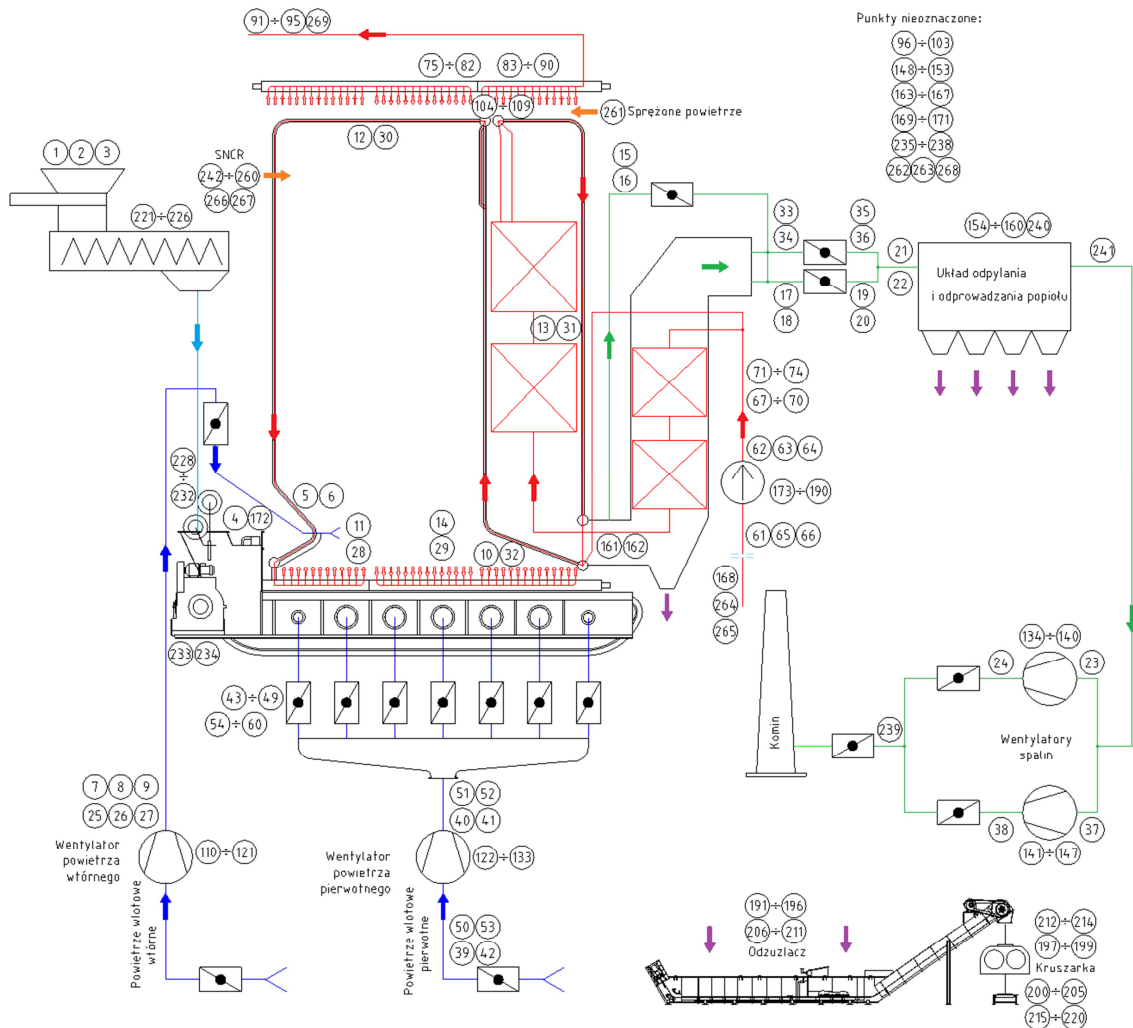 91÷95 269
Punkty nieoznaczone:
96÷103
148÷153
163÷167
169÷171
235÷238
262 263 268
75÷82 83÷90
104÷109
261 Sprężone powietrze
12 30
1 2 3
SNCR
242÷260
266 267
221÷226
15
16
33
34
35
36
154÷160 240
21
22
241
Układ odpylania
i odprowadzania popiołu
17
18
19
20
13 31
71÷74
67÷70
62 63 64
173÷190
228
÷
232
5 6
4 172
11
28
14
29
10 32
161 162
61 65 66
168
264
265
233 234
43÷49
54÷60
134÷140
24
23
Komin
239
Wentylatory
spalin
38
37
141÷147
7 8 9
25 26 27
51 52
40 41
Wentylator
powietrza
wtórnego
110÷121
Wentylator
powietrza
pierwotnego
122÷133
Powietrze wlotowe
wtórne
Powietrze wlotowe
pierwotne
50 53
39 42
191÷196
206÷211
Odżużlacz
212÷214
197÷199
Kruszarka
200÷205
215÷220